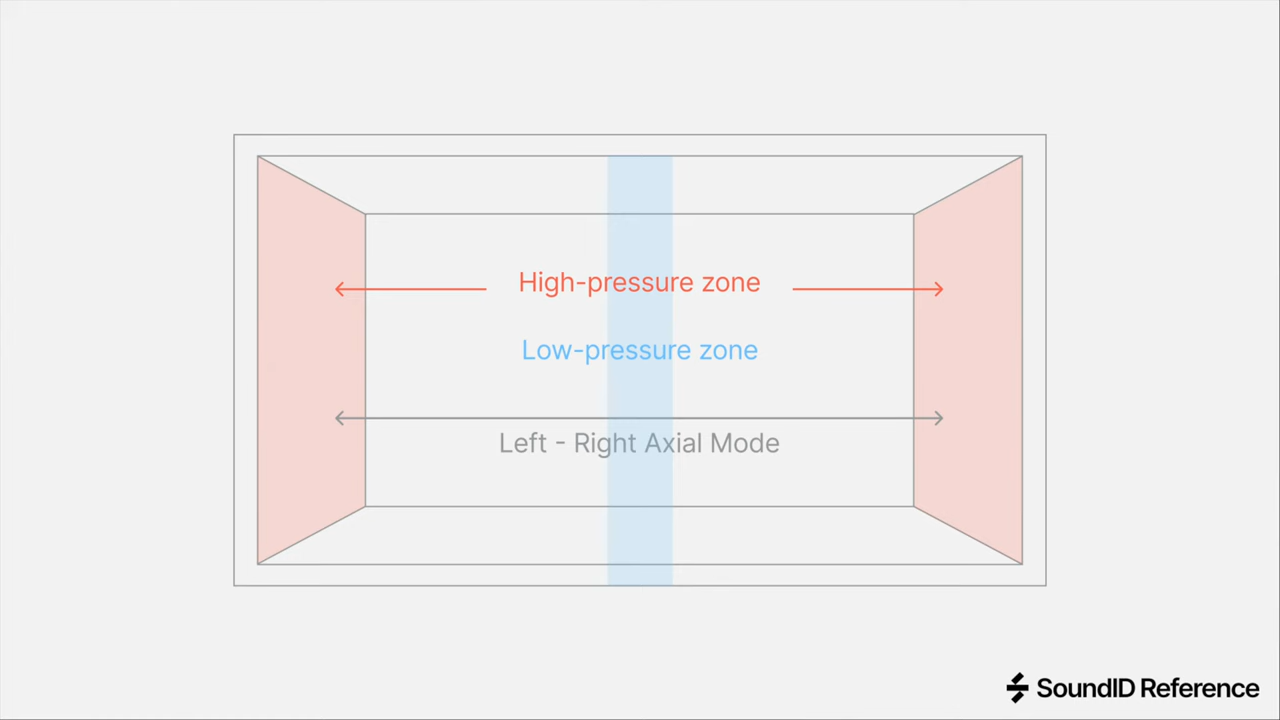 High-pressure zone
Low-pressure zone
Left - Right Axial Mode
SoundID Reference